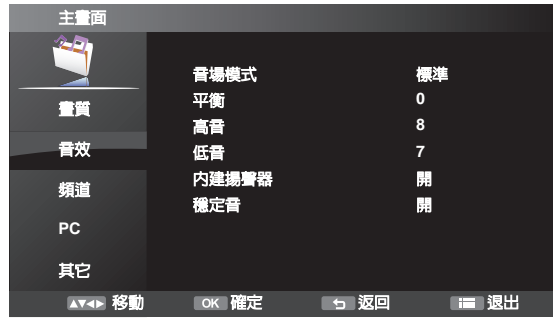 主畫面
畫質
音效
頻道
PC
其它
音場模式 標準
平衡 0
高音 8
低音 7
內建揚聲器 開
穩定音 開
移動 OK 確定 返回 退出